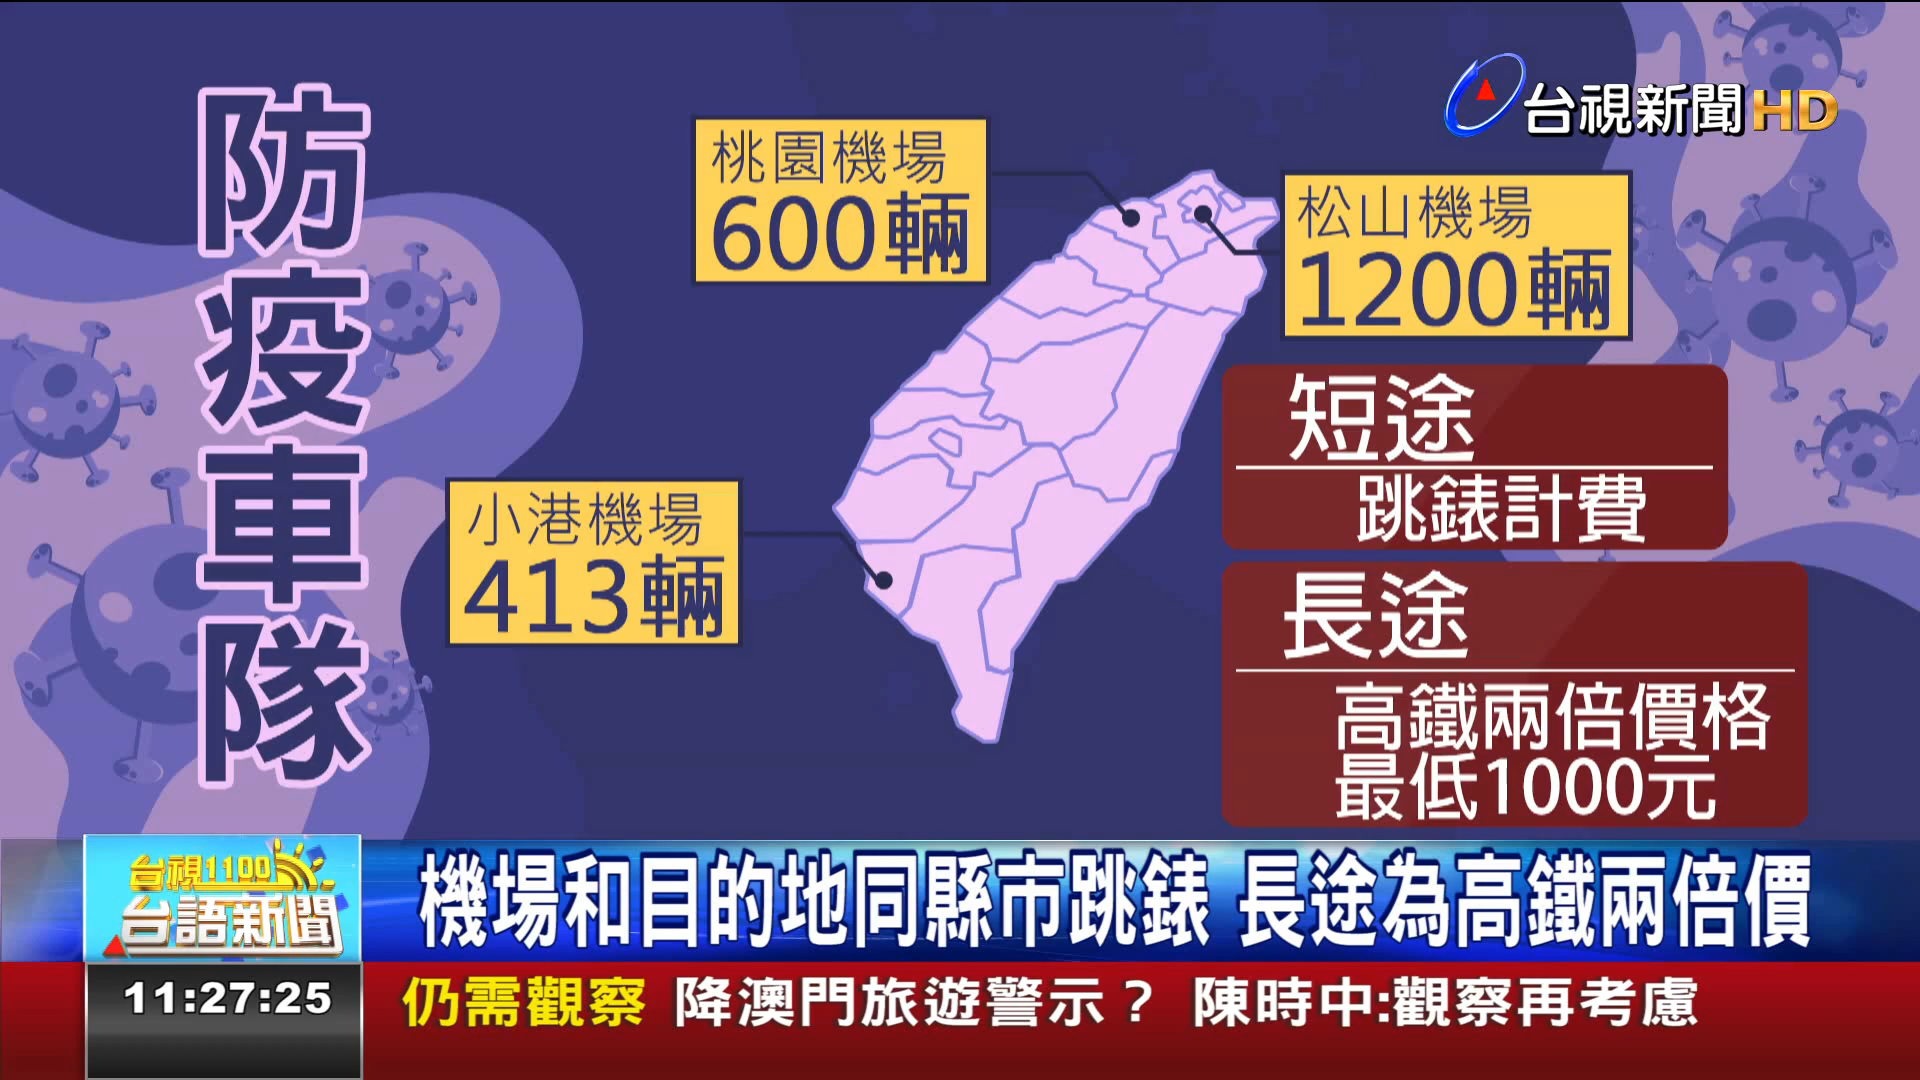 防疫車隊
桃園機場
600輛
松山機場
1200輛
小港機場
413輛
短途
跳錶計費
長途
高鐵兩倍價格
最低1000元
台視新聞HD
台視1100
台語新聞
機場和目的地同縣市跳錶 長途為高鐵兩倍價
11:27:25
仍需觀察 降澳門旅遊警示？ 陳時中:觀察再考慮